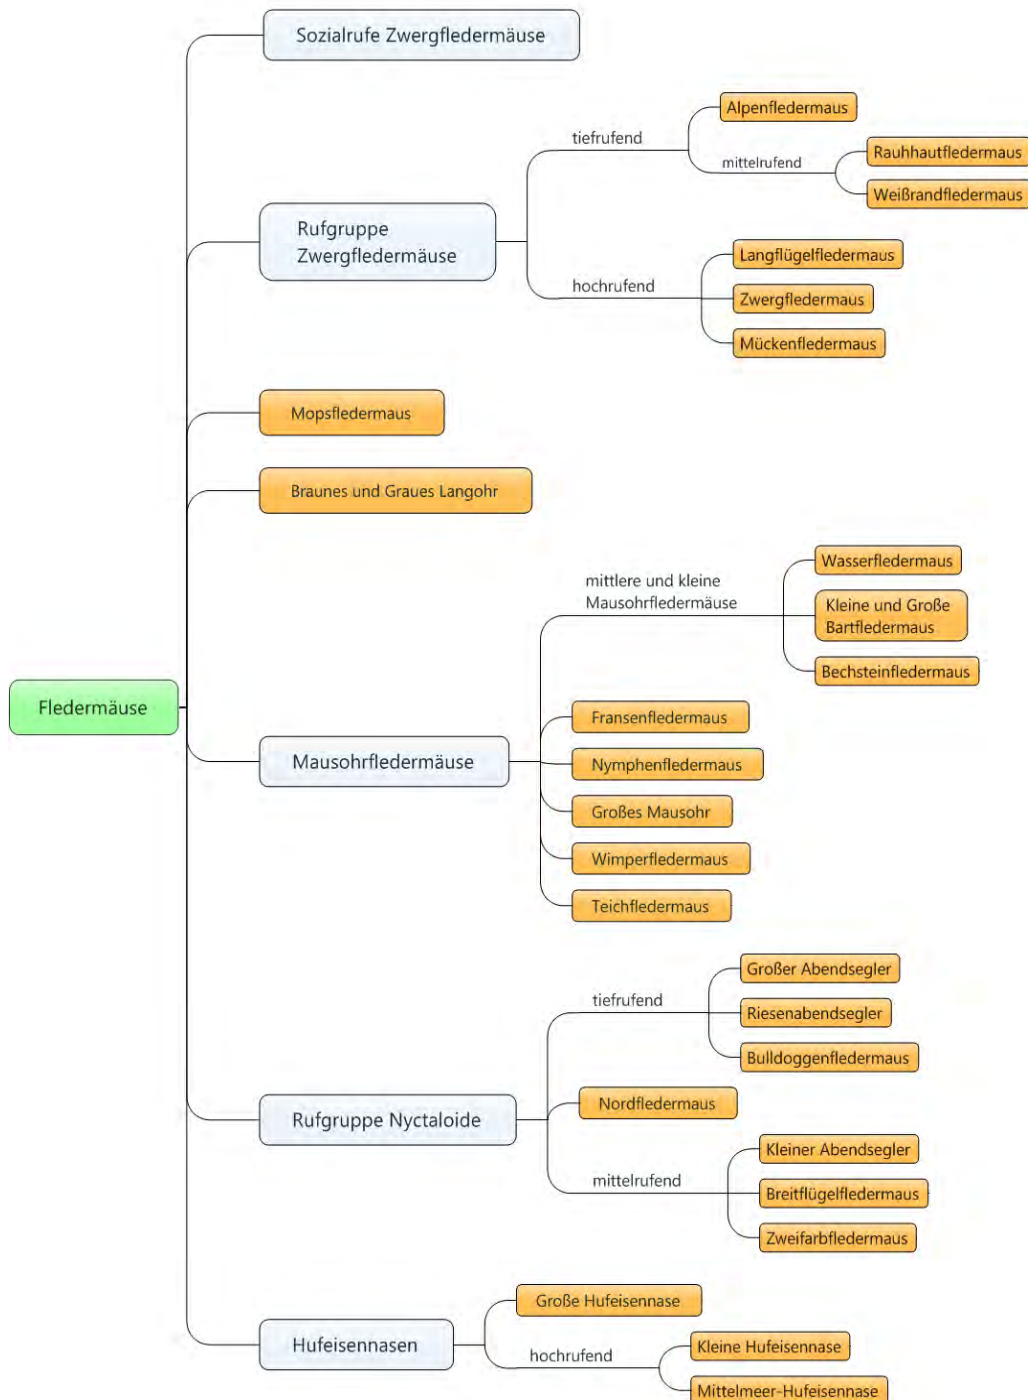 Sozialrufe Zwergfledermäuse
Alpenfledermaus
tiefrufend
mittelrufend
Rauhhautfledermaus
Weißrandfledermaus
Rufgruppe
Zwergfledermäuse
Langflügelfledermaus
hochrufend
Zwergfledermaus
Mückenfledermaus
Mopsfledermaus
Braunes und Graues Langohr
Wasserfledermaus
mittlere und kleine
Mausohrfledermäuse
Kleine und Große
Bartfledermaus
Bechsteinfledermaus
Fledermäuse
Fransenfledermaus
Mausohrfledermäuse
Nymphenfledermaus
Großes Mausohr
Wimperfledermaus
Teichfledermaus
Großer Abendsegler
tiefrufend
Riesenabendsegler
Bulldoggenfledermaus
Rufgruppe Nyctaloide
Nordfledermaus
Kleiner Abendsegler
mittelrufend
Breitflügelfledermaus
Zweifarbfledermaus
Große Hufeisennase
Hufeisennasen
hochrufend
Kleine Hufeisennase
Mittelmeer-Hufeisennase